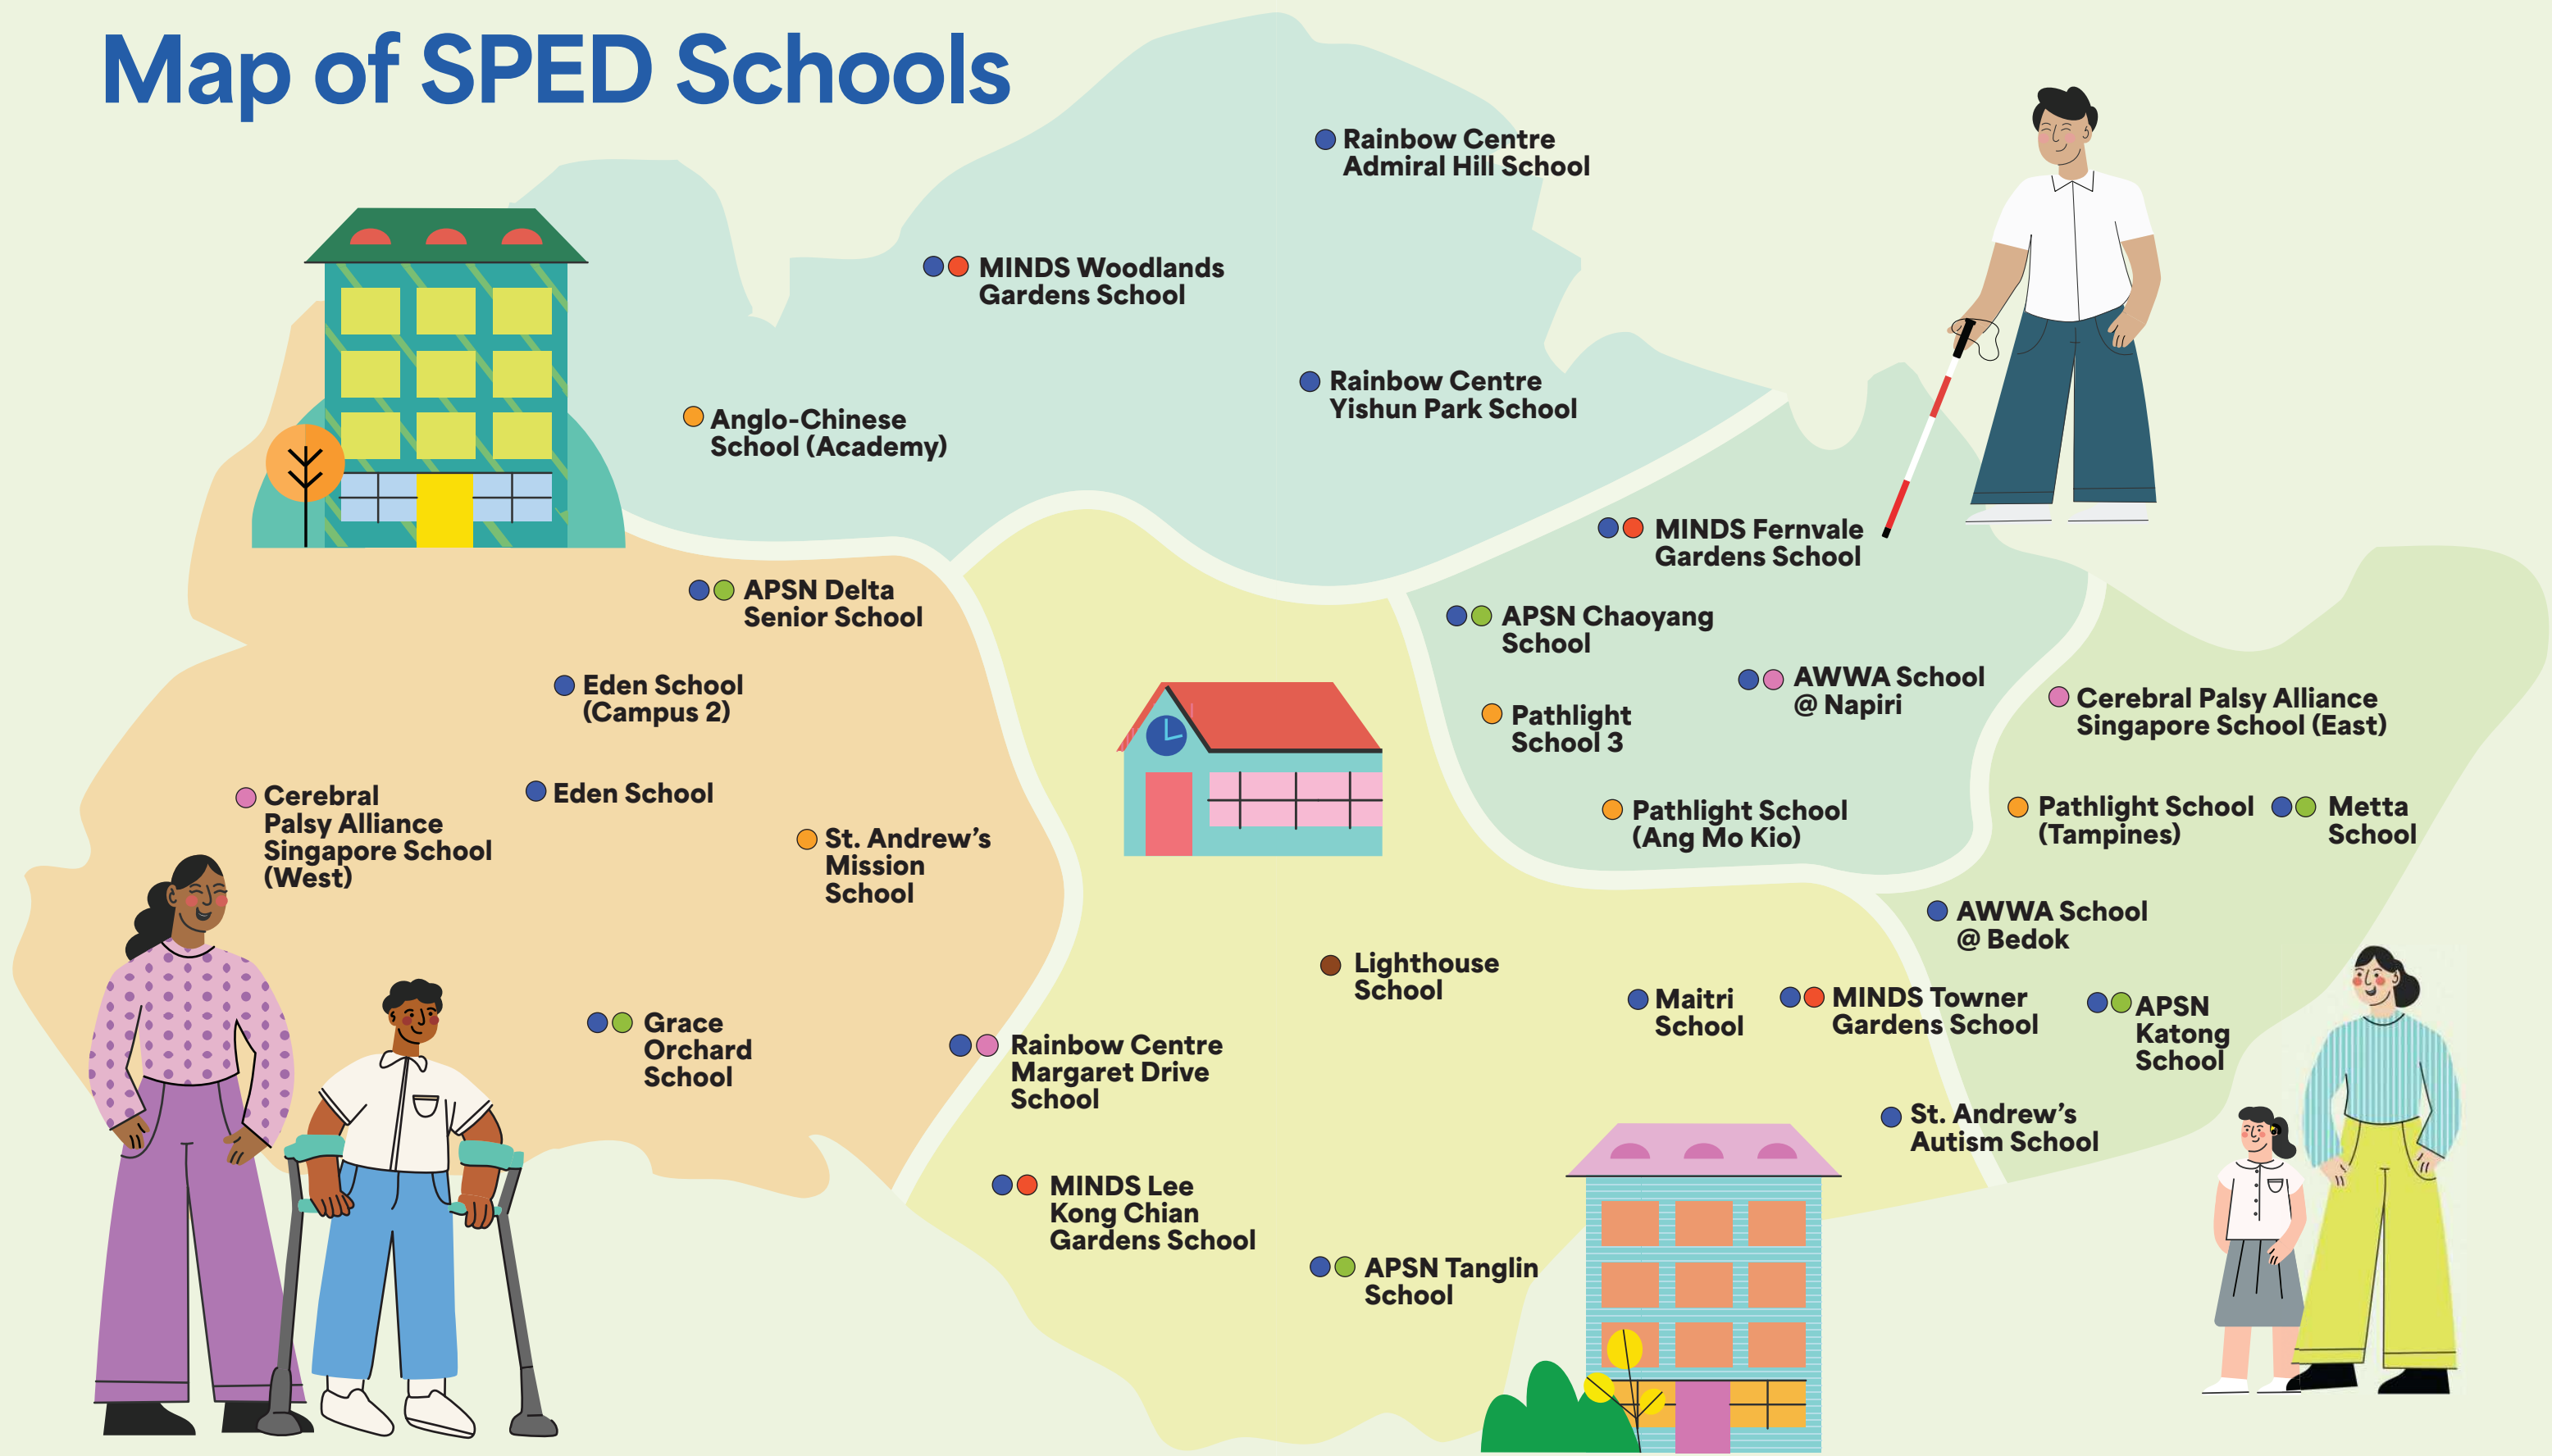 Map of SPED Schools
Rainbow Centre
Admiral Hill School
MINDS Woodlands
Gardens School
Rainbow Centre
Yishun Park School
Anglo-Chinese
School (Academy)
MINDS Fernvale
Gardens School
APSN Delta
Senior School
APSN Chaoyang
School
Eden School
(Campus 2)
AWWA School
@ Napiri
Cerebral Palsy Alliance
Singapore School (East)
Pathlight
School 3
Cerebral
Palsy Alliance
Singapore School
(West)
Eden School
St. Andrew’s
Mission
School
Pathlight School
(Ang Mo Kio)
Pathlight School
(Tampines)
Metta
School
AWWA School
@ Bedok
Lighthouse
School
Maitri
School
MINDS Towner
Gardens School
APSN
Katong
School
Grace
Orchard
School
Rainbow Centre
Margaret Drive
School
St. Andrew’s
Autism School
MINDS Lee
Kong Chian
Gardens School
APSN Tanglin
School